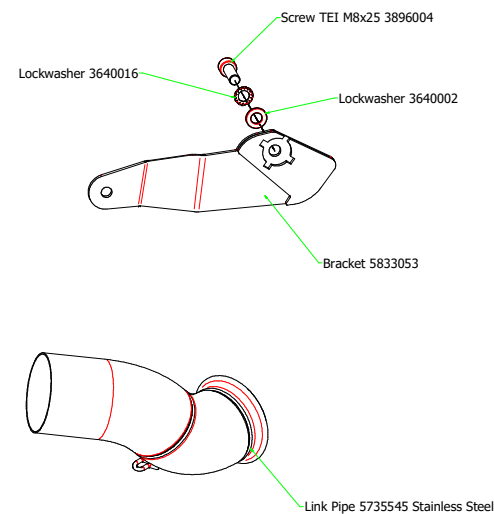 Screw TEI M8x25 3896004
Lockwasher 3640016
Lockwasher 3640002
Bracket 5833053
Link Pipe 5735545 Stainless Steel